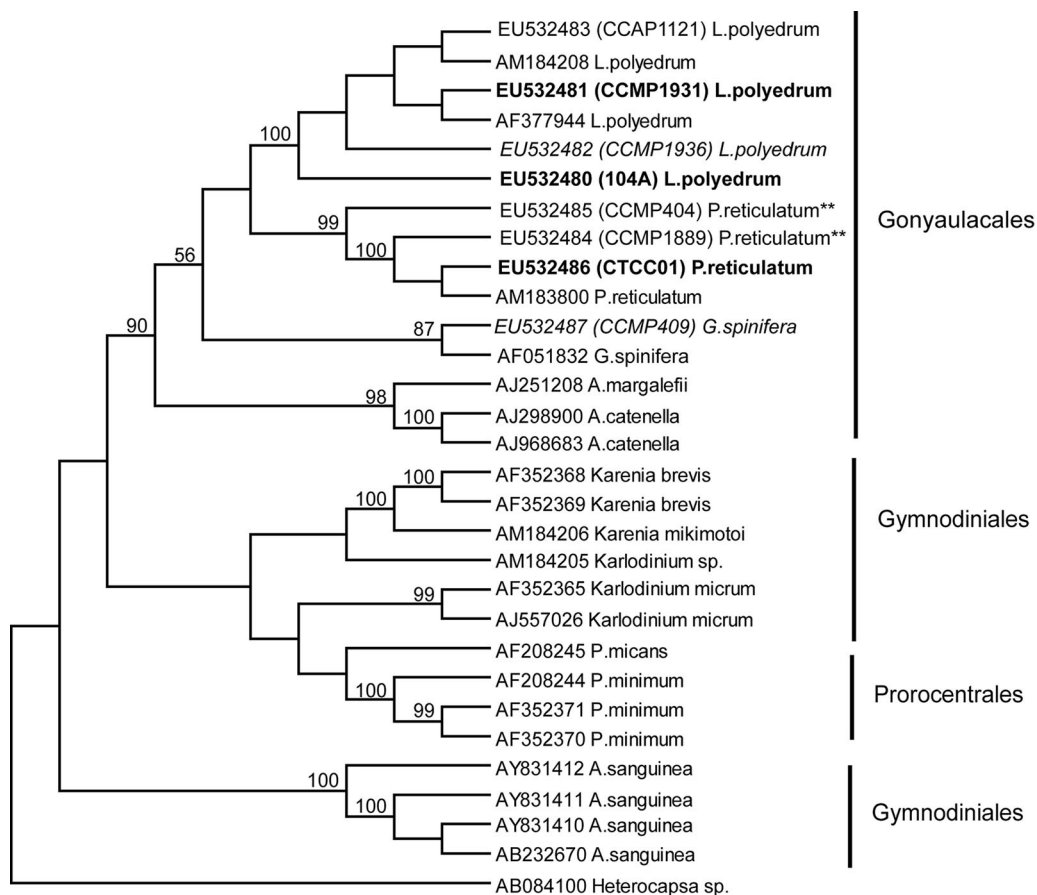 EU532483 (CCAP1121) L.polyedrum
AM184208 L.polyedrum
EU532481 (CCMP1931) L.polyedrum
AF377944 L.polyedrum
100
EU532482 (CCMP1936) L.polyedrum
EU532480 (104A) L.polyedrum
EU532485 (CCMP404) P.reticulatum**
99
EU532484 (CCMP1889) P.reticulatum**
100
EU532486 (CTCC01) P.reticulatum
56
AM183800 P.reticulatum
EU532487 (CCMP409) G.spinifera
87
90
AF051832 G.spinifera
AJ251208 A.margalefii
98
AJ298900 A.catenella
100
AJ968683 A.catenella
Gonyaulacales
AF352368 Karenia brevis
100
AF352369 Karenia brevis
100
AM184206 Karenia mikimotoi
AM184205 Karlodinium sp.
AF352365 Karlodinium micrum
99
AJ557026 Karlodinium micrum
Gymnodiniales
AF208245 P.micans
AF208244 P.minimum
100
AF352371 P.minimum
99
AF352370 P.minimum
Prorocentrales
AY831412 A.sanguinea
100
AY831411 A.sanguinea
100
AY831410 A.sanguinea
AB232670 A.sanguinea
Gymnodiniales
AB084100 Heterocapsa sp.